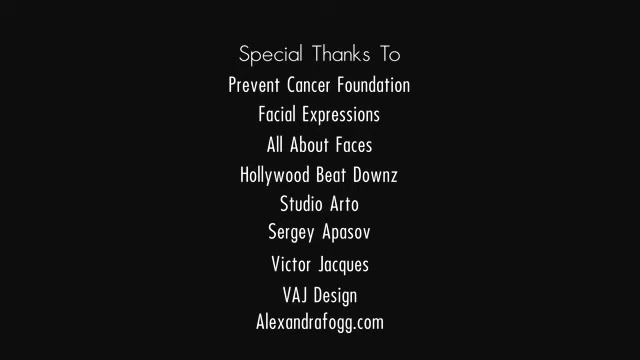 Special Thanks To
Prevent Cancer Foundation
Facial Expressions
All About Faces
Hollywood Beat Downz
Studio Arto
Sergey Apasov
Victor Jacques
VAJ Design
Alexandrafogg.com